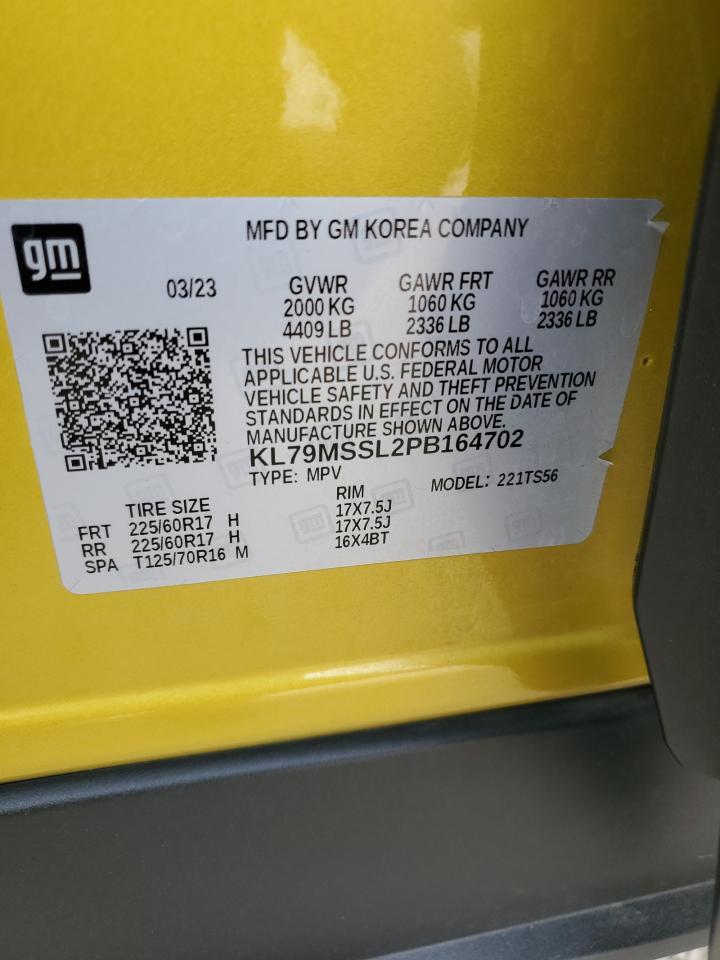 gm
MFD BY GM KOREA COMPANY
03/23
GVWR GAWR FRT GAWR RR
2000 KG 1060 KG 1060 KG
4409 LB 2336 LB 2336 LB
THIS VEHICLE CONFORMS TO ALL
APPLICABLE U.S. FEDERAL MOTOR
VEHICLE SAFETY AND THEFT PREVENTION
STANDARDS IN EFFECT ON THE DATE OF
MANUFACTURE SHOWN ABOVE.
KL79MSSL2PB164702
TYPE: MPV MODEL: 221TS56
TIRE SIZE RIM
FRT 225/60R17 H 17X7.5J
RR 225/60R17 H 17X7.5J
SPA T125/70R16 M 16X4BT